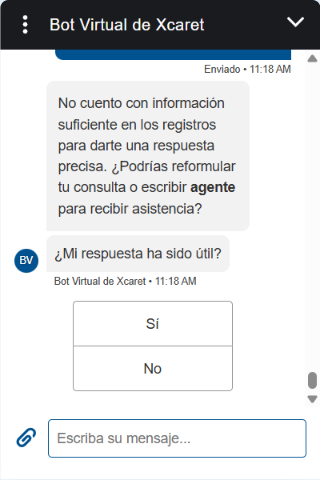 Bot Virtual de Xcaret
Enviado • 11:18 AM
No cuento con información
suficiente en los registros
para darte una respuesta
precisa. ¿Podrías reformular
tu consulta o escribir agente
para recibir asistencia?
¿Mi respuesta ha sido útil?
BV
Bot Virtual de Xcaret • 11:18 AM
Sí
No
Escriba su mensaje...